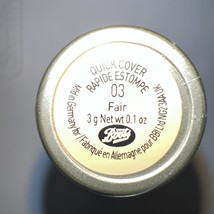 QUICK COVER
RAPIDE ESTOMPE
03
Fair
3 g Net wt 0.1 oz
Boots
Made in Germany for/Fabriqué en Allemagne pour BBI/